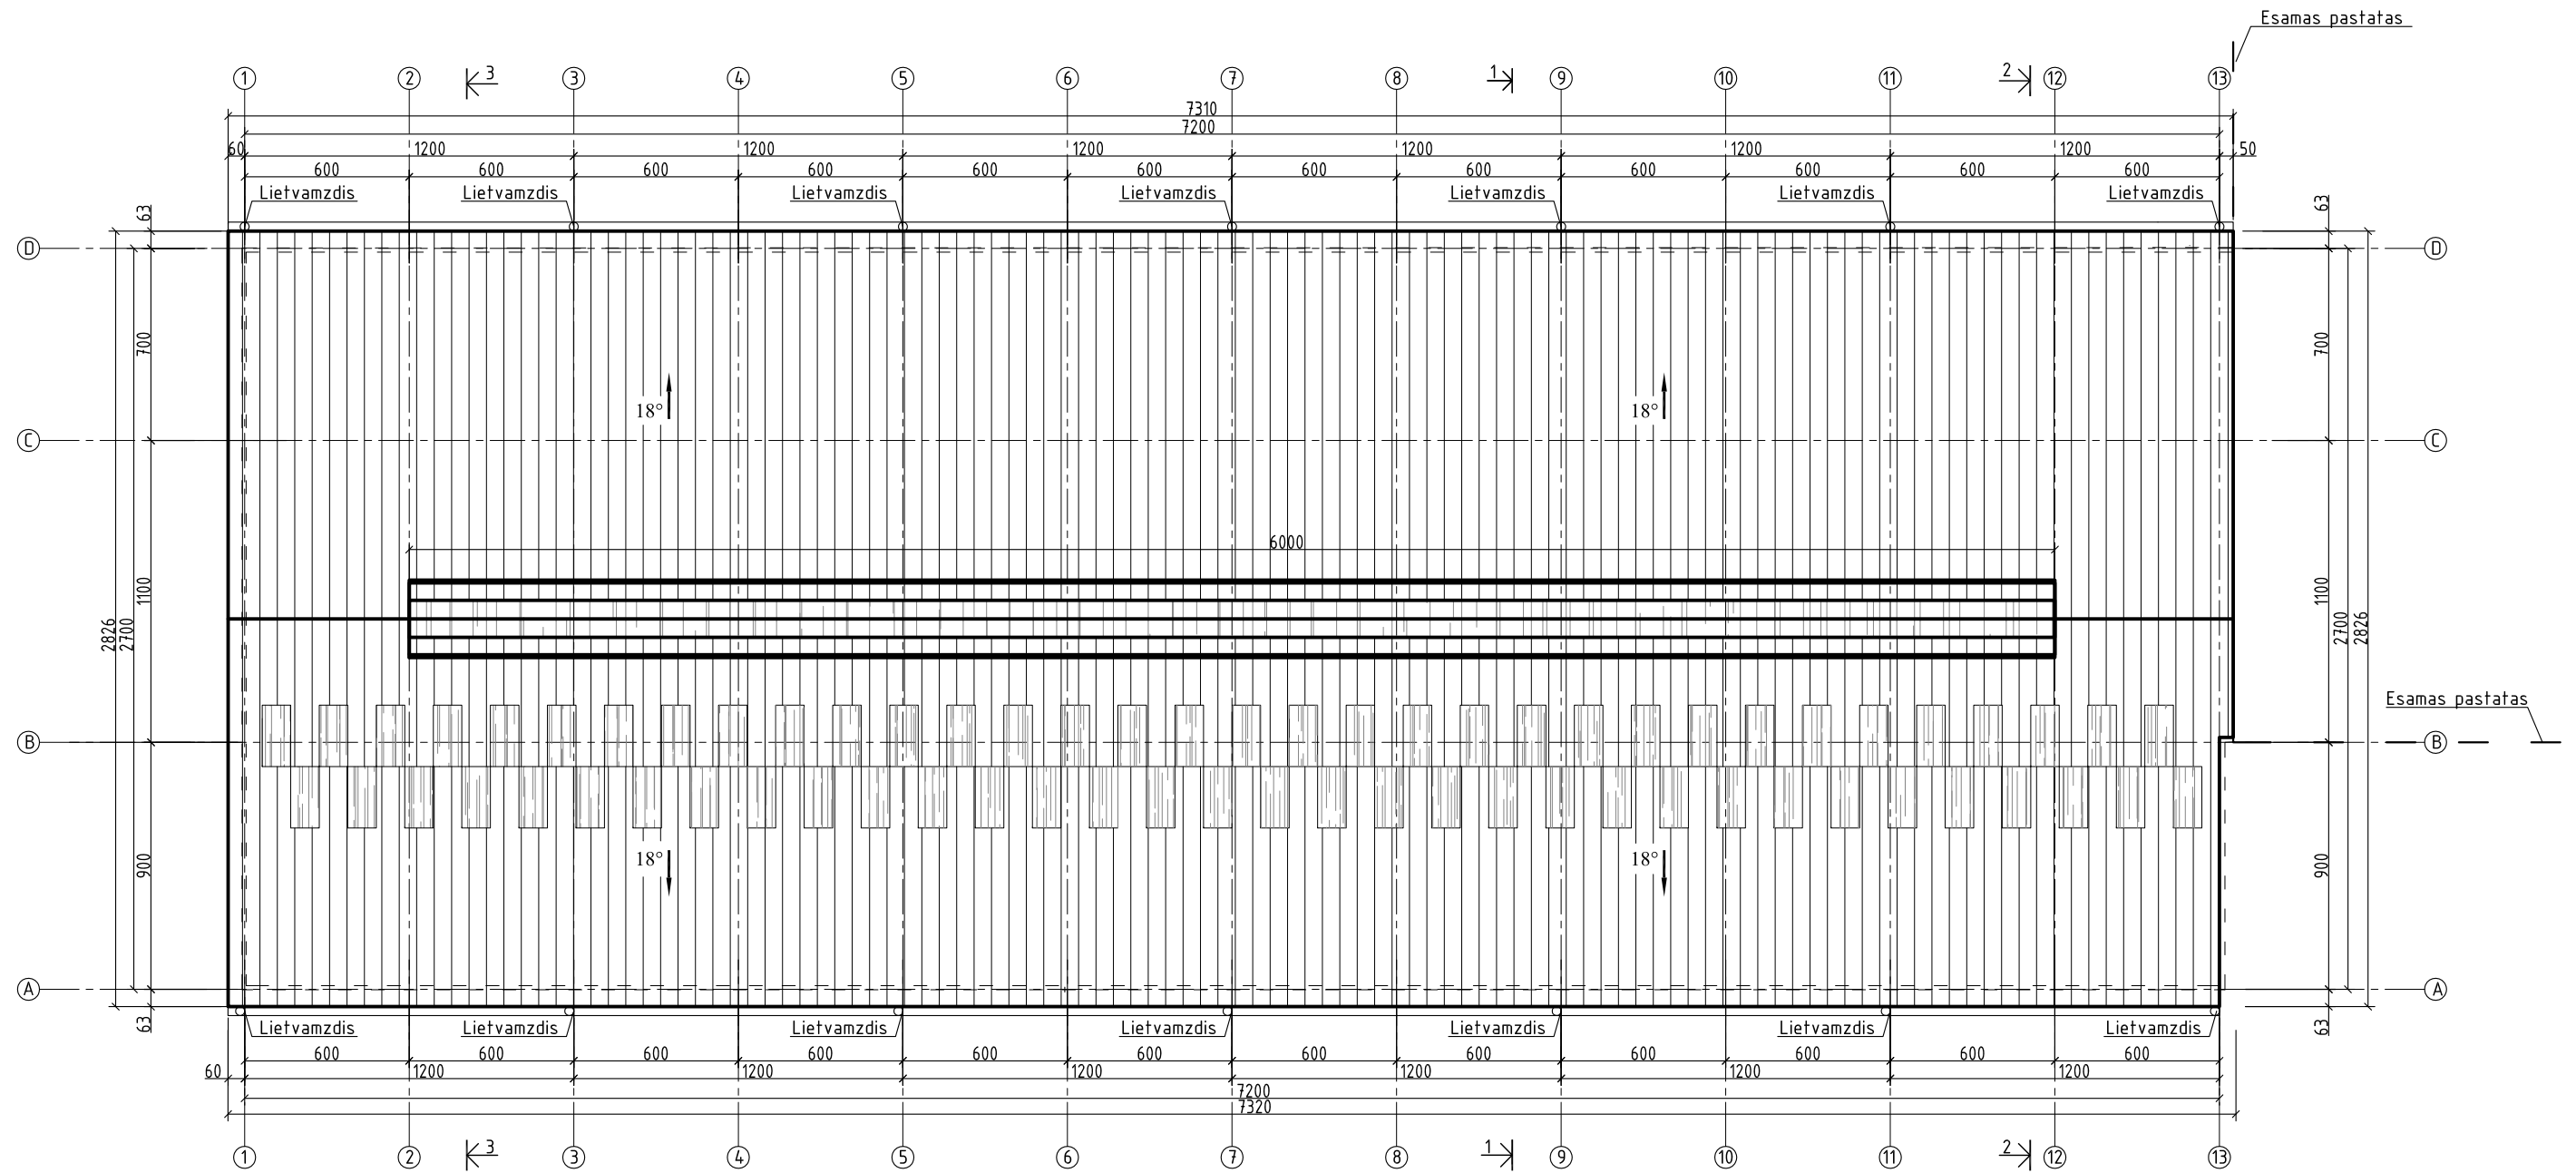 Esamas pastatas
1 2 3 3 4 5 6 7 8 1 9 10 11 2 12 13
7310
7200
60 1200 1200 1200 1200 1200 1200 50
600 600 600 600 600 600 600 600 600 600 600 600
Lietvamzdis Lietvamzdis Lietvamzdis Lietvamzdis Lietvamzdis Lietvamzdis Lietvamzdis
63 63
D D
700 700
18° 18°
C C
6000
1100 1100
2826 2700 2700 2826
Esamas pastatas
B B
18° 18°
900 900
A A
63 63
Lietvamzdis Lietvamzdis Lietvamzdis Lietvamzdis Lietvamzdis Lietvamzdis Lietvamzdis
600 600 600 600 600 600 600 600 600 600 600 600
60 1200 1200 1200 1200 1200 1200
7200
7320
1 2 3 3 4 5 6 7 8 1 9 10 11 2 12 13